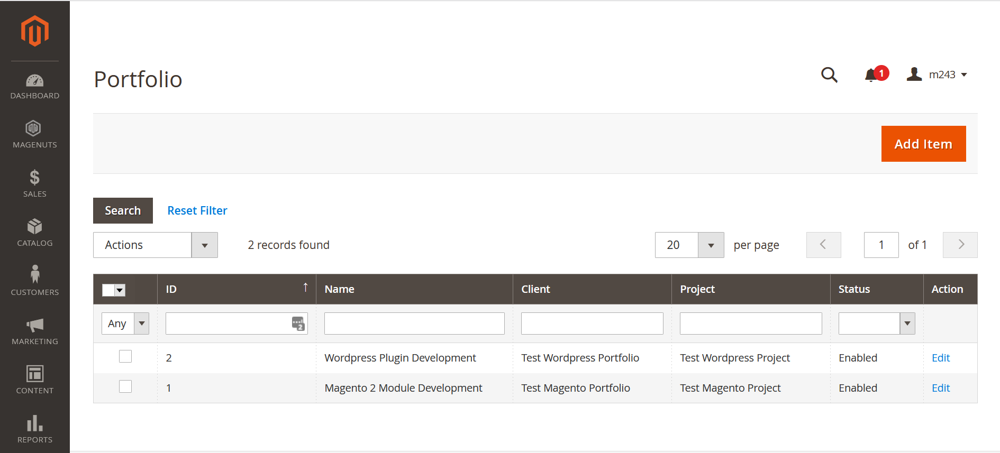 Portfolio
1
m243
DASHBOARD
MAGENUTS
SALES
CATALOG
CUSTOMERS
MARKETING
CONTENT
REPORTS
Add Item
Search Reset Filter
Actions 2 records found 20 per page 1 of 1
ID Name Client Project Status Action
Any 2
2 Wordpress Plugin Development Test Wordpress Portfolio Test Wordpress Project Enabled Edit
1 Magento 2 Module Development Test Magento Portfolio Test Magento Project Enabled Edit